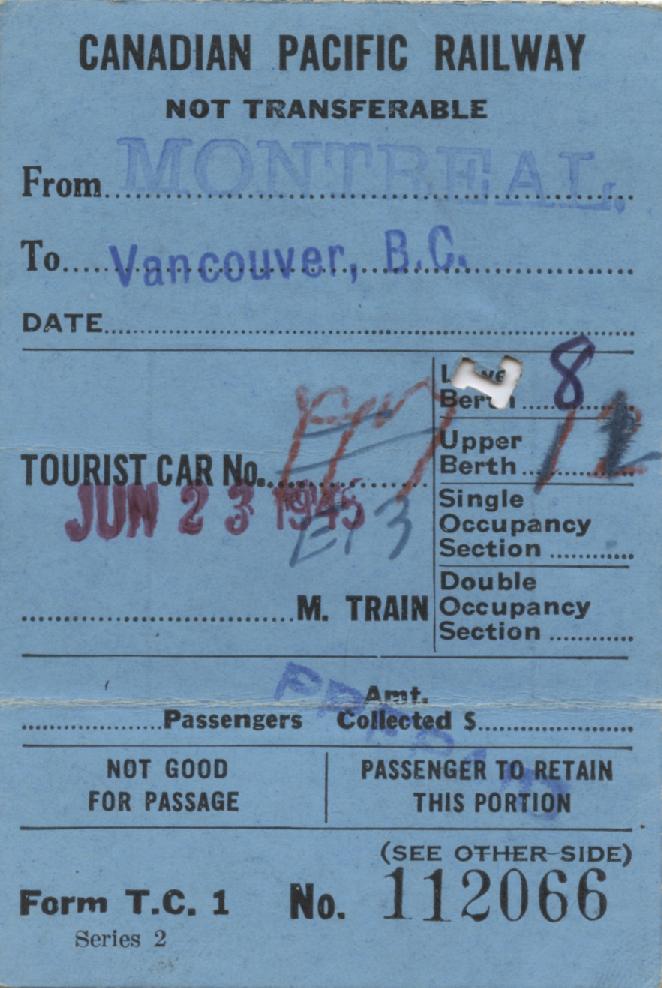 CANADIAN PACIFIC RAILWAY
NOT TRANSFERABLE
From MONTREAL.
To Vancouver, B.C.
DATE
Lower Berth 8
Upper Berth 12
TOURIST CAR No.
JUN 23 1945
Single Occupancy Section
Double Occupancy Section
M. TRAIN
PREPAID
Passengers
Amt. Collected $
NOT GOOD FOR PASSAGE
PASSENGER TO RETAIN THIS PORTION
(SEE OTHER SIDE)
Form T.C. 1
Series 2
No. 112066